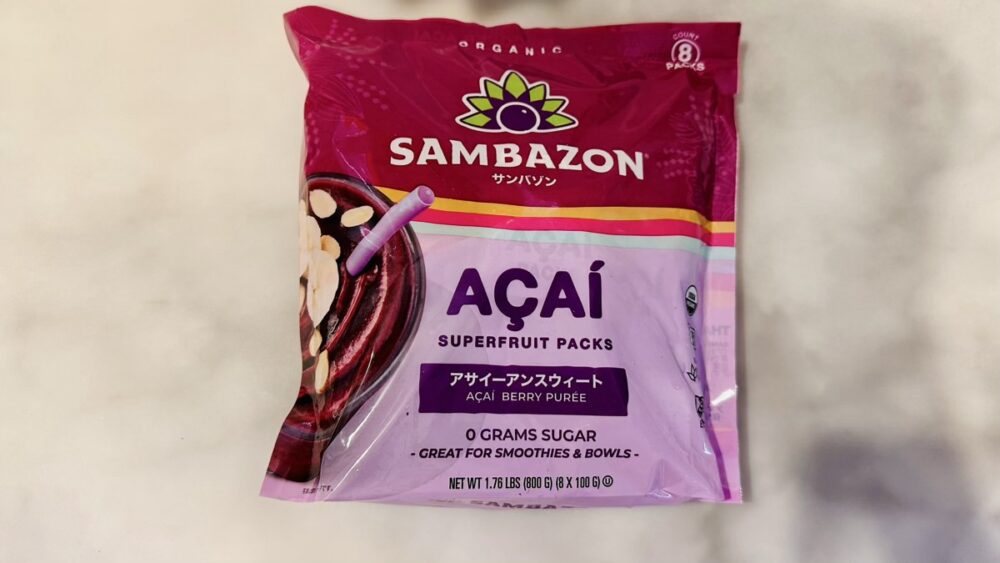 ORGANIC
COUNT
8
PACKS
SAMBAZON
サンバゾン
AÇAÍ
SUPERFRUIT PACKS
アサイーアンスウィート
AÇAÍ BERRY PURÉE
0 GRAMS SUGAR
- GREAT FOR SMOOTHIES & BOWLS -
NET WT 1.76 LBS (800 G) (8 X 100 G) Ⓤ
SAMBAZON